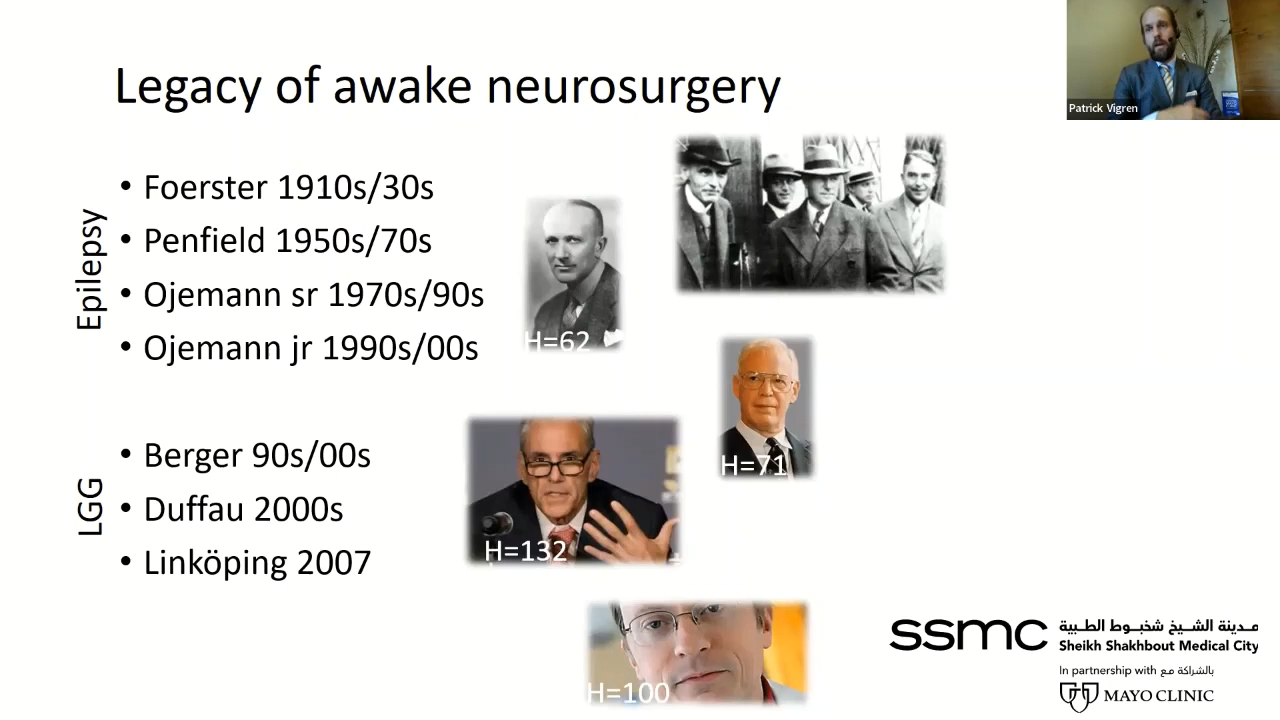 Legacy of awake neurosurgery
Patrick Vigren
Epilepsy
• Foerster 1910s/30s
• Penfield 1950s/70s
• Ojemann sr 1970s/90s
• Ojemann jr 1990s/00s
H=62
H=71
LGG
• Berger 90s/00s
• Duffau 2000s
• Linköping 2007
H=132
H=100
ssmc
مدينة الشيخ شخبوط الطبية
Sheikh Shakhbout Medical City
In partnership with بالشراكة مع
MAYO CLINIC